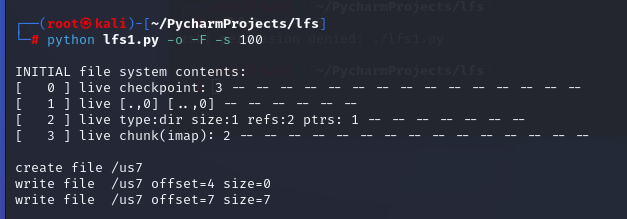 ┌──(root㉿kali)-[~/PycharmProjects/lfs]
└─# python lfs1.py -o -F -s 100
INITIAL file system contents:
[   0 ] live checkpoint: 3 -- -- -- -- -- -- -- -- -- -- -- -- -- -- --
[   1 ] live [.,0] [..,0] -- -- -- -- -- --
[   2 ] live type:dir size:1 refs:2 ptrs: 1 -- -- -- -- -- -- --
[   3 ] live chunk(imap): 2 -- -- -- -- -- -- -- -- -- -- -- -- -- -- --
create file /us7
write file  /us7 offset=4 size=0
write file  /us7 offset=7 size=7